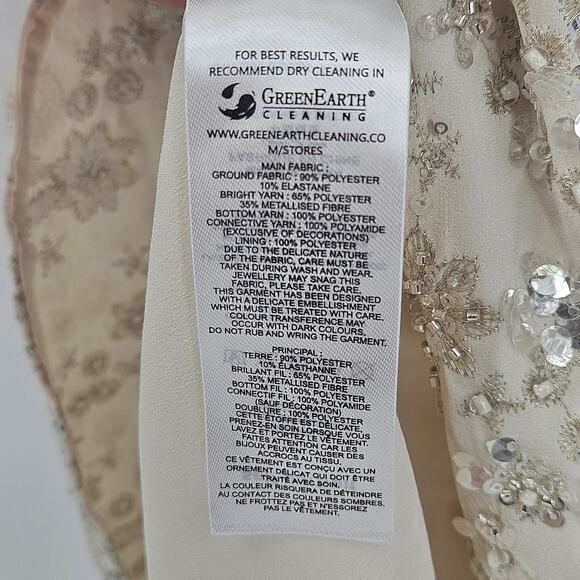 FOR BEST RESULTS, WE
RECOMMEND DRY CLEANING IN
GREENEARTH®
CLEANING
WWW.GREENEARTHCLEANING.CO
M/STORES
MAIN FABRIC :
GROUND FABRIC : 90% POLYESTER
10% ELASTANE
BRIGHT YARN : 65% POLYESTER
35% METALLISED FIBRE
BOTTOM YARN : 100% POLYESTER
CONNECTIVE YARN : 100% POLYAMIDE
(EXCLUSIVE OF DECORATIONS)
LINING : 100% POLYESTER
DUE TO THE DELICATE NATURE
OF THE FABRIC, CARE MUST BE
TAKEN DURING WASH AND WEAR.
JEWELLERY MAY SNAG THIS
FABRIC, PLEASE TAKE CARE.
THIS GARMENT HAS BEEN DESIGNED
WITH A DELICATE EMBELLISHMENT
WHICH MUST BE TREATED WITH CARE.
COLOUR TRANSFERENCE MAY
OCCUR WITH DARK COLOURS,
DO NOT RUB AND WRING THE GARMENT.
PRINCIPAL :
TERRE : 90% POLYESTER
10% ÉLASTHANNE
BRILLANT FIL : 65% POLYESTER
35% METALLISED FIBRE
BOTTOM FIL : 100% POLYESTER
CONNECTIF FIL : 100% POLYAMIDE
(SAUF DÉCORATION)
DOUBLURE : 100% POLYESTER
CETTE ÉTOFFE EST DÉLICATE,
PRENEZ-EN SOIN LORSQUE VOUS
LAVEZ ET PORTEZ LE VÊTEMENT.
FAITES ATTENTION CAR LES
BIJOUX PEUVENT CAUSER DES
ACCROCS AU TISSU.
CE VÊTEMENT EST CONÇU AVEC UN
ORNEMENT DÉLICAT QUI DOIT ÊTRE
TRAITÉ AVEC SOIN.
LA COULEUR RISQUERA DE DÉTEINDRE
AU CONTACT DES COULEURS SOMBRES.
NE FROTTEZ PAS ET N'ESSOREZ
PAS LE VÊTEMENT.